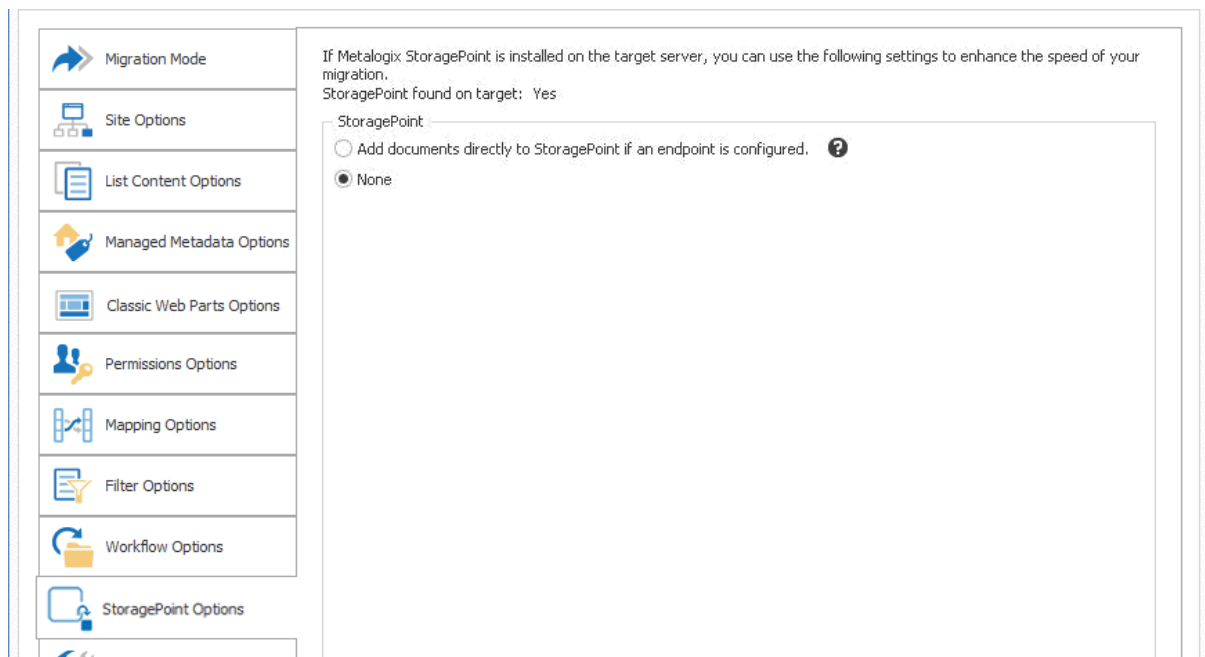 Migration Mode
Site Options
List Content Options
Managed Metadata Options
Classic Web Parts Options
Permissions Options
Mapping Options
Filter Options
Workflow Options
StoragePoint Options
If Metalogix StoragePoint is installed on the target server, you can use the following settings to enhance the speed of your
migration.
StoragePoint found on target: Yes
StoragePoint
Add documents directly to StoragePoint if an endpoint is configured. ?
None